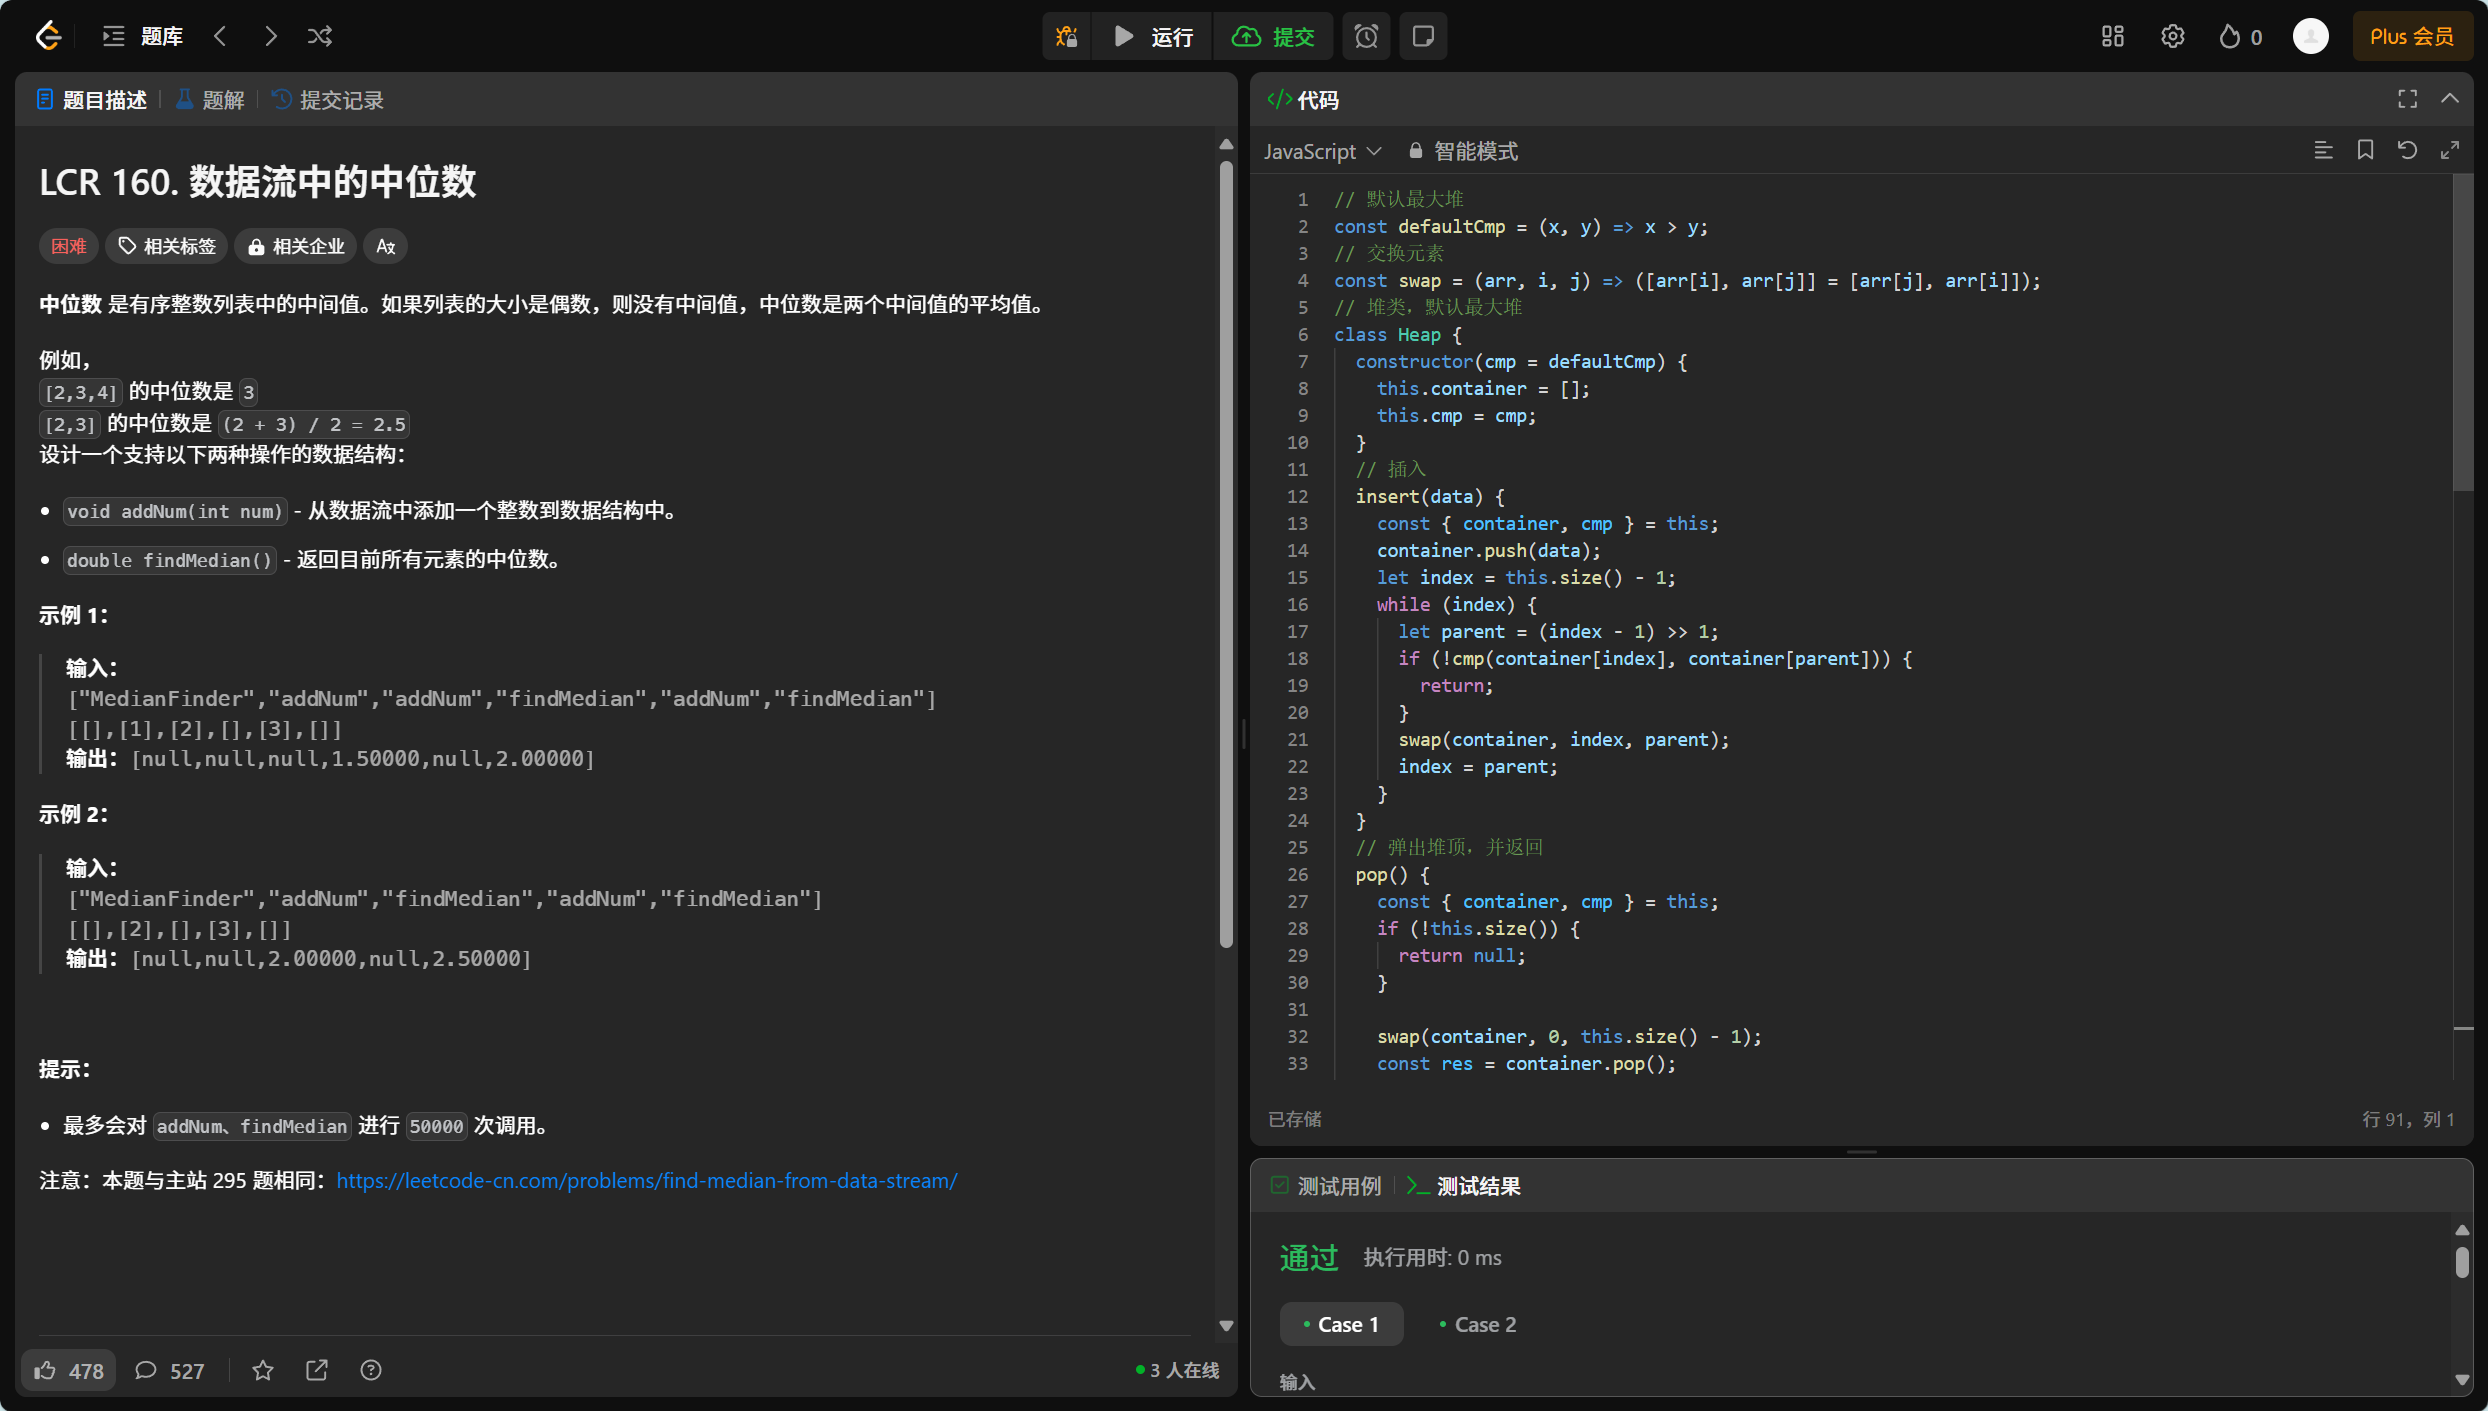 题库
运行
提交
0
Plus 会员
题目描述
题解
提交记录
LCR 160. 数据流中的中位数
困难
相关标签
相关企业
中位数 是有序整数列表中的中间值。如果列表的大小是偶数，则没有中间值，中位数是两个中间值的平均值。
例如，
[2,3,4] 的中位数是 3
[2,3] 的中位数是 (2 + 3) / 2 = 2.5
设计一个支持以下两种操作的数据结构：
• void addNum(int num) - 从数据流中添加一个整数到数据结构中。
• double findMedian() - 返回目前所有元素的中位数。
示例 1：
输入：
["MedianFinder","addNum","addNum","findMedian","addNum","findMedian"]
[[],[1],[2],[],[3],[]]
输出：[null,null,null,1.50000,null,2.00000]
示例 2：
输入：
["MedianFinder","addNum","findMedian","addNum","findMedian"]
[[],[2],[],[3],[]]
输出：[null,null,2.00000,null,2.50000]
提示：
• 最多会对 addNum、findMedian 进行 50000 次调用。
注意：本题与主站 295 题相同：https://leetcode-cn.com/problems/find-median-from-data-stream/
478
527
3 人在线
</> 代码
JavaScript
智能模式
1 // 默认最大堆
2 const defaultCmp = (x, y) => x > y;
3 // 交换元素
4 const swap = (arr, i, j) => ([arr[i], arr[j]] = [arr[j], arr[i]]);
5 // 堆类，默认最大堆
6 class Heap {
7   constructor(cmp = defaultCmp) {
8     this.container = [];
9     this.cmp = cmp;
10   }
11   // 插入
12   insert(data) {
13     const { container, cmp } = this;
14     container.push(data);
15     let index = this.size() - 1;
16     while (index) {
17       let parent = (index - 1) >> 1;
18       if (!cmp(container[index], container[parent])) {
19         return;
20       }
21       swap(container, index, parent);
22       index = parent;
23     }
24   }
25   // 弹出堆顶，并返回
26   pop() {
27     const { container, cmp } = this;
28     if (!this.size()) {
29       return null;
30     }
31
32     swap(container, 0, this.size() - 1);
33     const res = container.pop();
已存储
行 91，列 1
测试用例
测试结果
通过
执行用时: 0 ms
• Case 1
• Case 2
输入